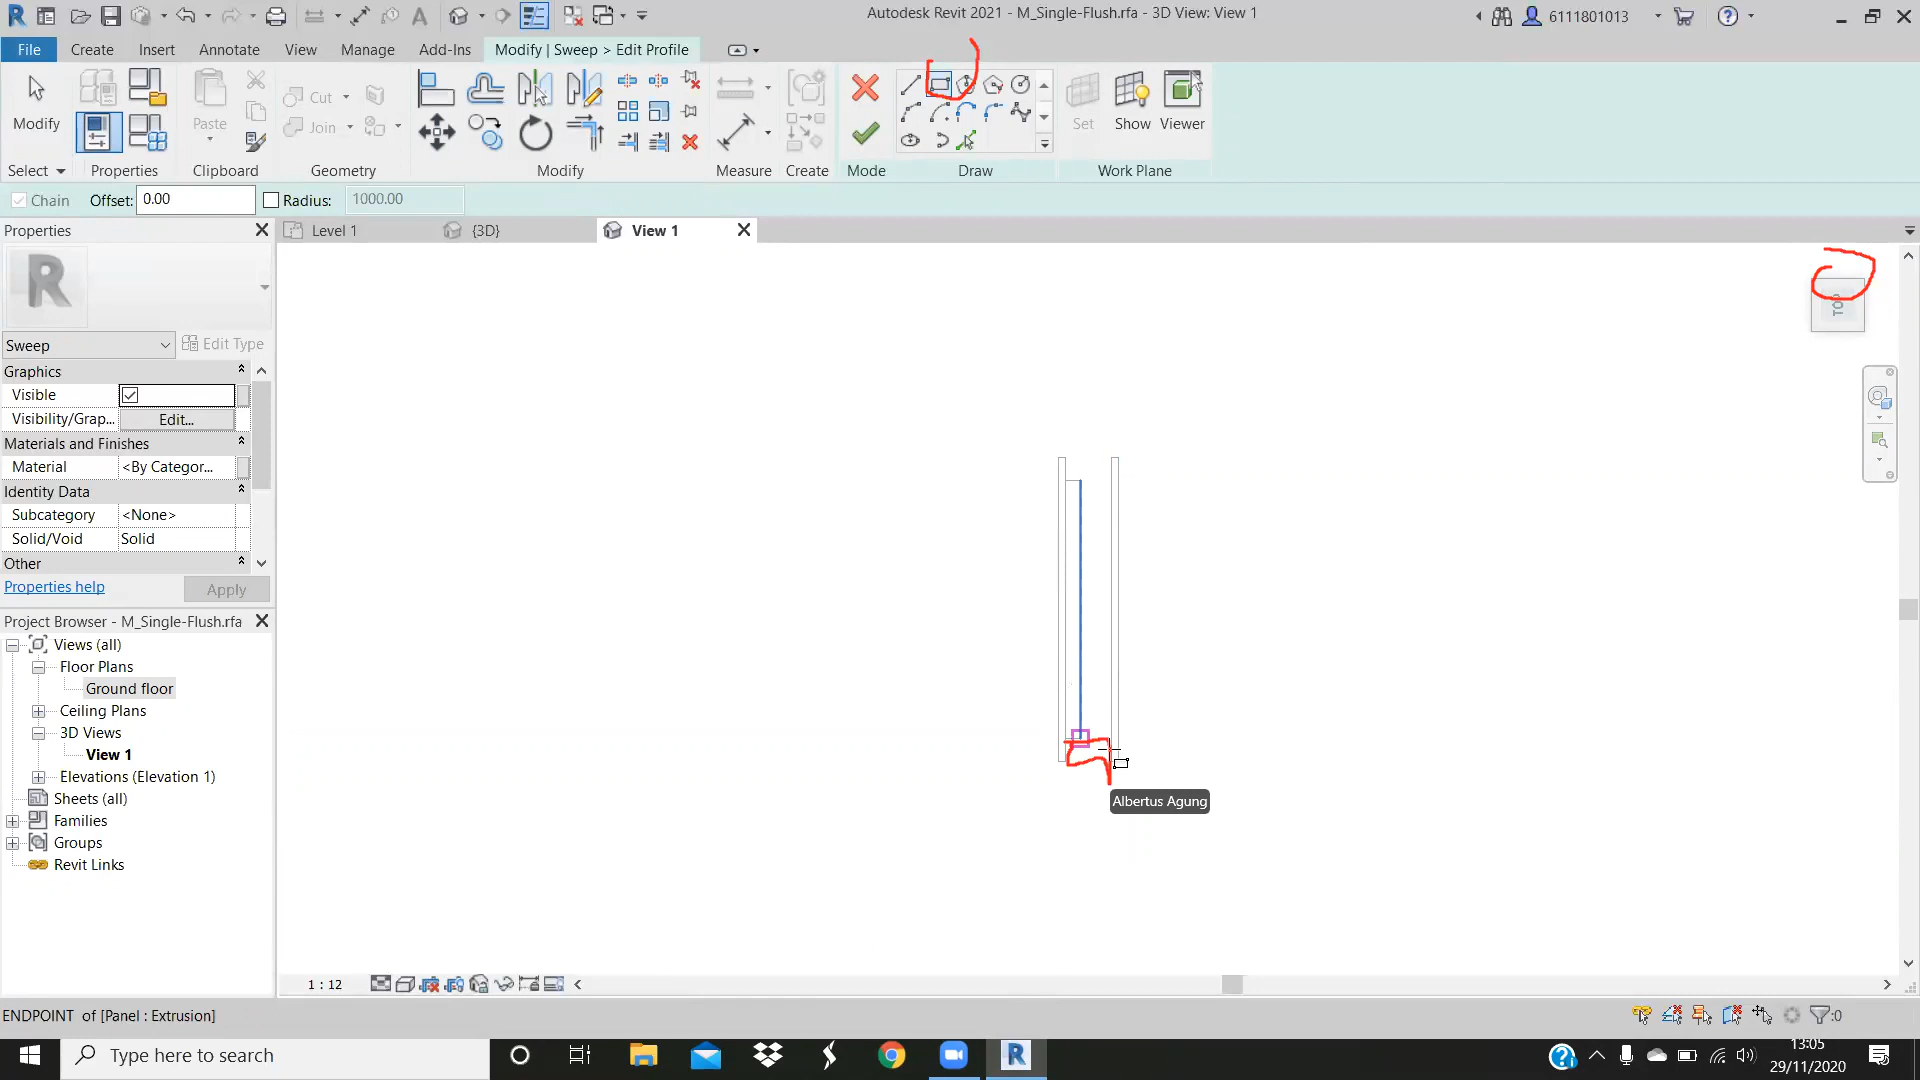 Autodesk Revit 2021 - M_Single-Flush.rfa - 3D View: View 1
6111801013
File Create Insert Annotate View Manage Add-Ins Modify | Sweep > Edit Profile
Modify
Paste
Cut
Join
Set Show Viewer
Select Properties Clipboard Geometry Modify Measure Create Mode Draw Work Plane
Chain Offset: 0.00 Radius: 1000.00
Properties
Level 1 {3D} View 1
R
Sweep Edit Type
Graphics
Visible
Visibility/Grap... Edit...
Materials and Finishes
Material <By Categor...
Identity Data
Subcategory <None>
Solid/Void Solid
Other
Properties help Apply
Project Browser - M_Single-Flush.rfa
Views (all)
Floor Plans
Ground floor
Ceiling Plans
3D Views
View 1
Elevations (Elevation 1)
Sheets (all)
Families
Groups
Revit Links
TOP
Albertus Agung
1 : 12
ENDPOINT of [Panel : Extrusion]
:0
Type here to search
13:05
29/11/2020